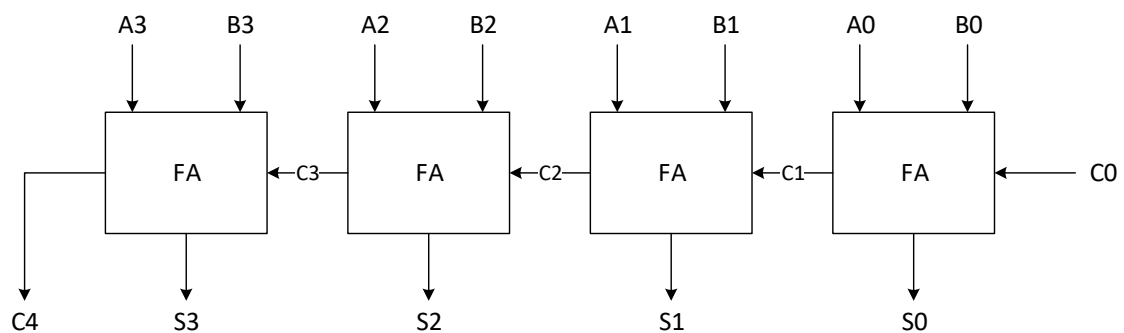 A3 B3 A2 B2 A1 B1 A0 B0
FA C3 FA C2 FA C1 FA C0
C4 S3 S2 S1 S0